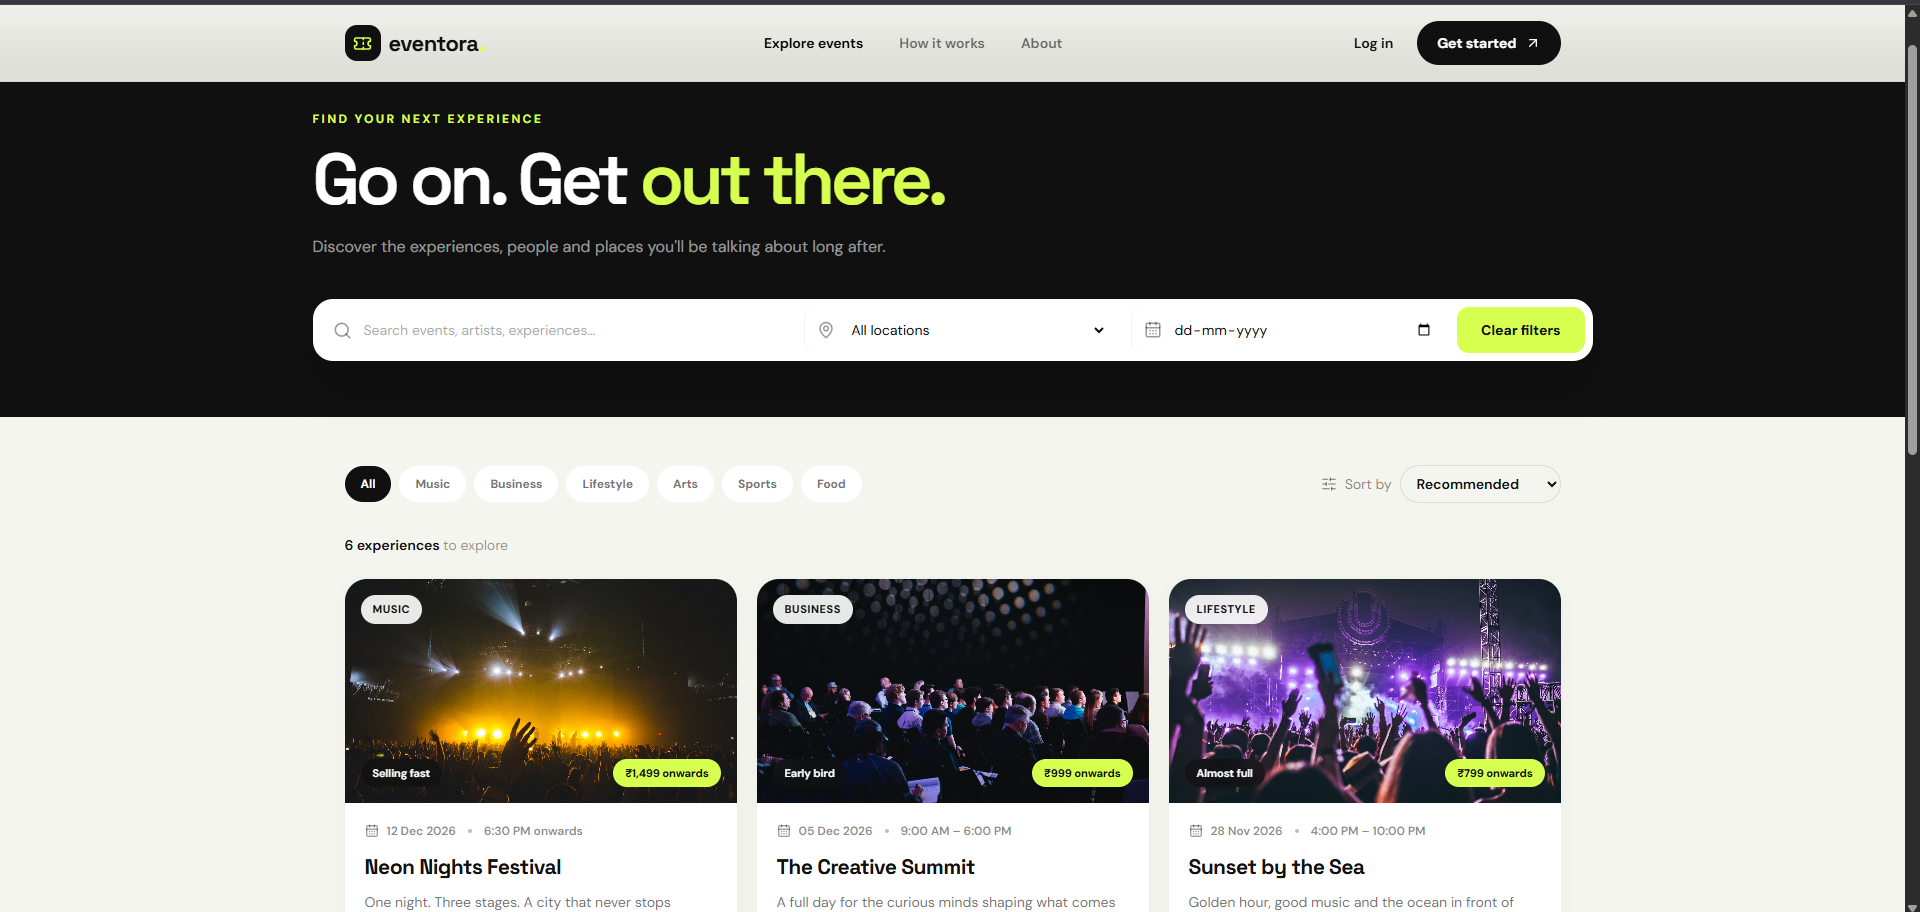 eventora.
Explore events
How it works
About
Log in
Get started
FIND YOUR NEXT EXPERIENCE
Go on. Get out there.
Discover the experiences, people and places you'll be talking about long after.
Search events, artists, experiences...
All locations
dd-mm-yyyy
Clear filters
All
Music
Business
Lifestyle
Arts
Sports
Food
Sort by
Recommended
6 experiences to explore
MUSIC
Selling fast
₹1,499 onwards
12 Dec 2026 • 6:30 PM onwards
Neon Nights Festival
One night. Three stages. A city that never stops
BUSINESS
Early bird
₹999 onwards
05 Dec 2026 • 9:00 AM – 6:00 PM
The Creative Summit
A full day for the curious minds shaping what comes
LIFESTYLE
Almost full
₹799 onwards
28 Nov 2026 • 4:00 PM – 10:00 PM
Sunset by the Sea
Golden hour, good music and the ocean in front of